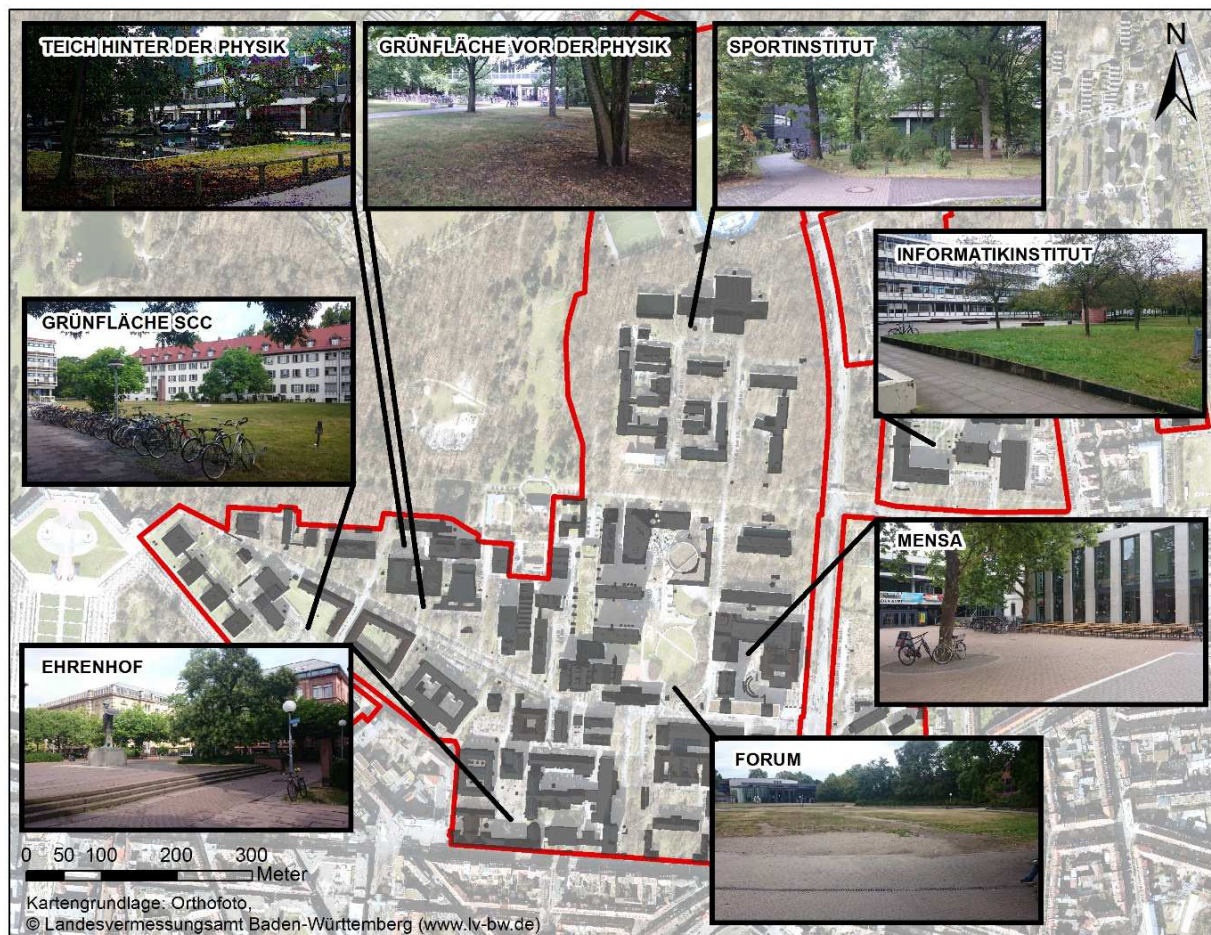 TEICH HINTER DER PHYSIK
GRÜNFLÄCHE VOR DER PHYSIK
SPORTINSTITUT
N
INFORMATIKINSTITUT
GRÜNFLÄCHE SCC
MENSA
EHRENHOF
FORUM
0 50 100 200 300
Meter
Kartengrundlage: Orthofoto,
© Landesvermessungsamt Baden-Württemberg (www.lv-bw.de)